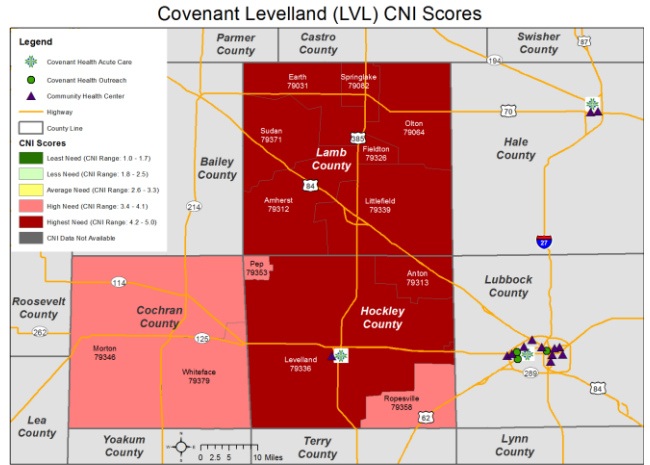 Covenant Levelland (LVL) CNI Scores
Legend
Covenant Health Acute Care
Covenant Health Outreach
Community Health Center
Highway
County Line
CNI Scores
Least Need (CNI Range: 1.0 - 1.7)
Less Need (CNI Range: 1.8 - 2.5)
Average Need (CNI Range: 2.6 - 3.3)
High Need (CNI Range: 3.4 - 4.1)
Highest Need (CNI Range: 4.2 - 5.0)
CNI Data Not Available
Parmer
County
Castro
County
Swisher
County
87
194
Earth
79031
Springlake
79082
70
Olton
79064
Sudan
79371
385
Fieldton
79326
Lamb
County
Hale
County
Bailey
County
84
Amherst
79312
Littlefield
79339
214
27
Pep
79353
Anton
79313
Lubbock
County
114
Roosevelt
County
Cochran
County
Hockley
County
262
125
Morton
79346
Whiteface
79379
Levelland
79336
289
84
Ropesville
79358
62
Lea
County
Yoakum
County
N
0 2.5 5 10 Miles
Terry
County
Lynn
County